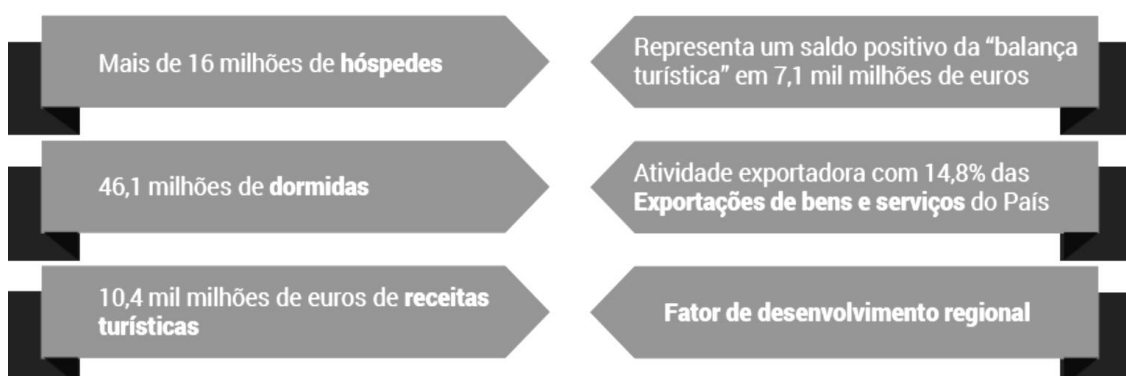 Mais de 16 milhões de hóspedes
46,1 milhões de dormidas
10,4 mil milhões de euros de receitas
turísticas
Representa um saldo positivo da “balança
turística” em 7,1 mil milhões de euros
Atividade exportadora com 14,8% das
Exportações de bens e serviços do País
Fator de desenvolvimento regional